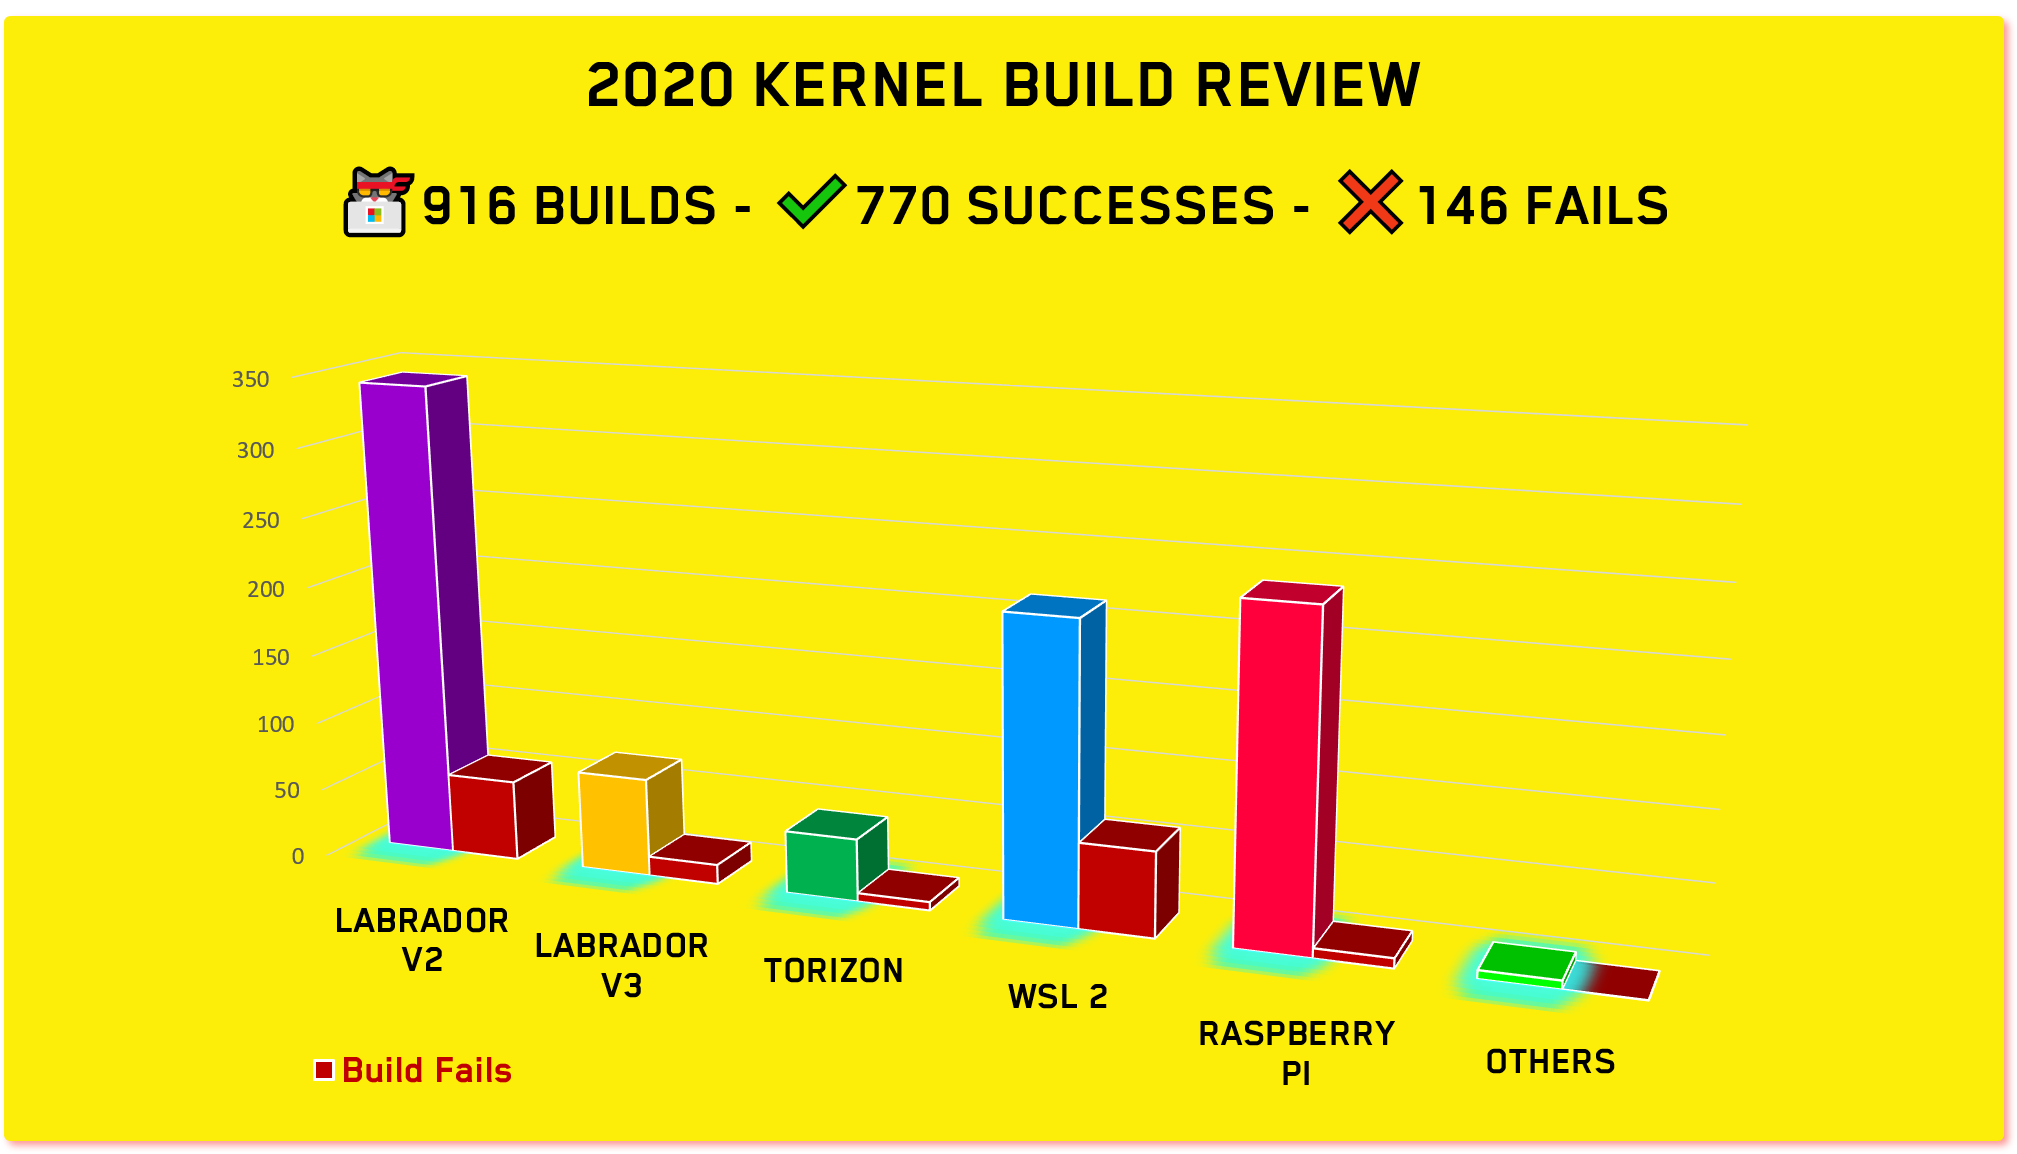 2020 KERNEL BUILD REVIEW
916 BUILDS - 770 SUCCESSES - 146 FAILS
350
300
250
200
150
100
50
0
LABRADOR
V2
LABRADOR
V3
TORIZON
WSL 2
RASPBERRY
PI
OTHERS
Build Fails